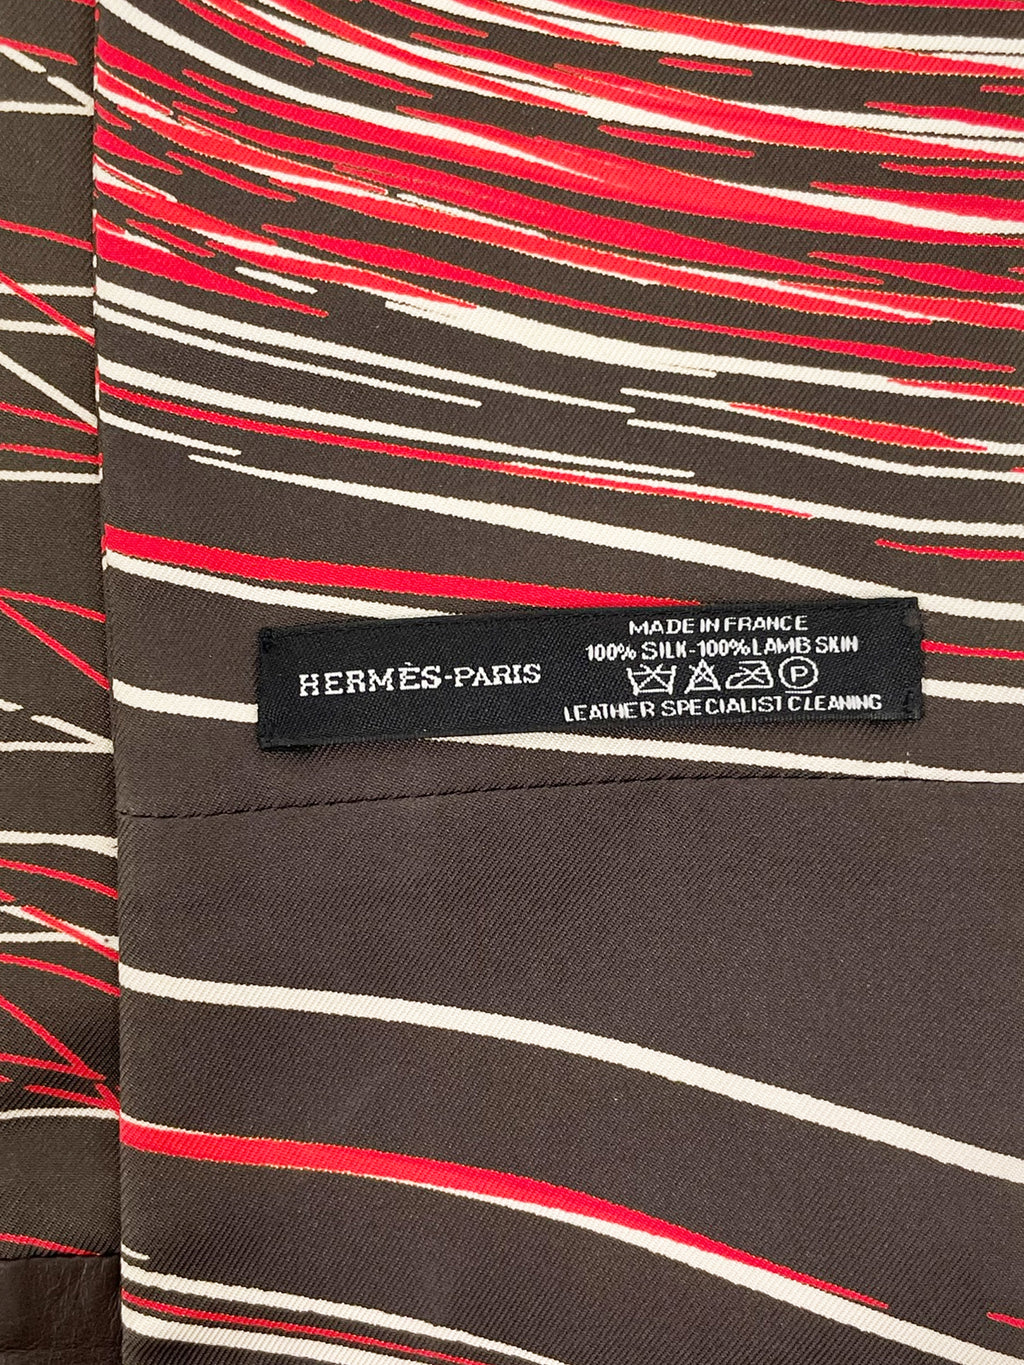 HERMÈS-PARIS
MADE IN FRANCE
100% SILK-100% LAMB SKIN
P
LEATHER SPECIALIST CLEANING